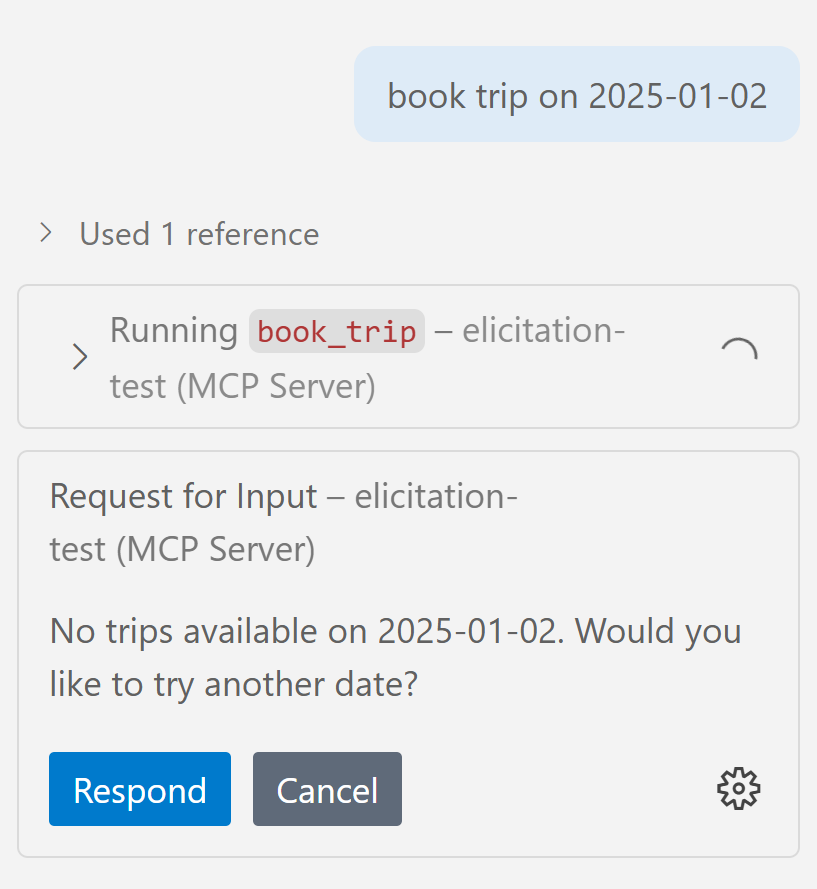 book trip on 2025-01-02
Used 1 reference
Running book_trip – elicitation-
test (MCP Server)
Request for Input – elicitation-
test (MCP Server)
No trips available on 2025-01-02. Would you
like to try another date?
Respond
Cancel